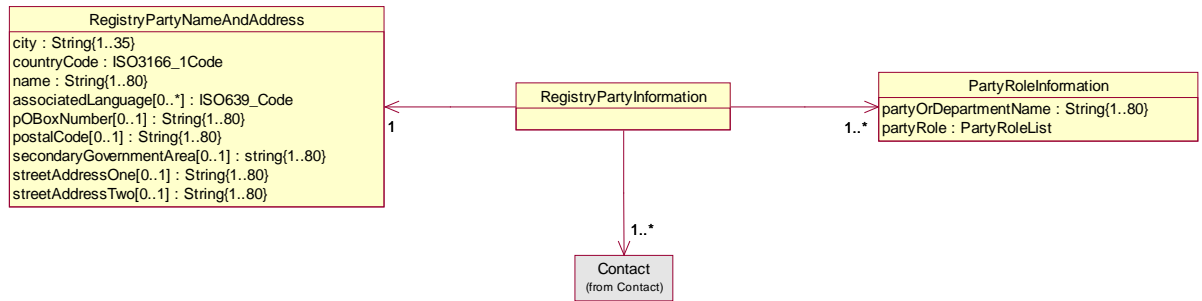 RegistryPartyNameAndAddress
city : String{1..35}
countryCode : ISO3166_1Code
name : String{1..80}
associatedLanguage[0..*] : ISO639_Code
pOBoxNumber[0..1] : String{1..80}
postalCode[0..1] : String{1..80}
secondaryGovernmentArea[0..1] : string{1..80}
streetAddressOne[0..1] : String{1..80}
streetAddressTwo[0..1] : String{1..80}
1
RegistryPartyInformation
1..*
PartyRoleInformation
partyOrDepartmentName : String{1..80}
partyRole : PartyRoleList
1..*
Contact
(from Contact)